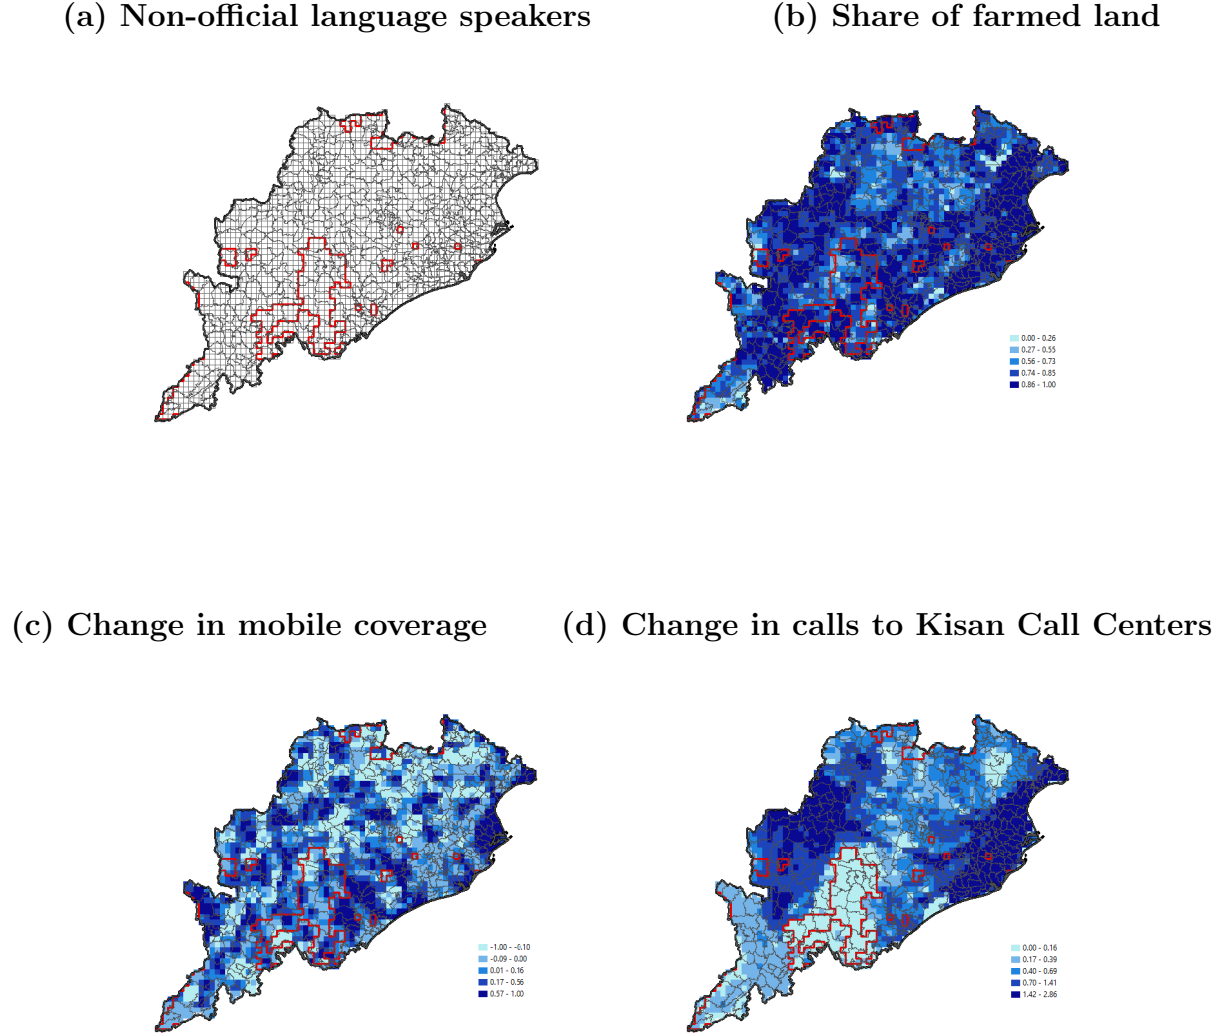 (a) Non-official language speakers
(b) Share of farmed land
0.00 - 0.26
0.27 - 0.55
0.56 - 0.73
0.74 - 0.85
0.86 - 1.00
(c) Change in mobile coverage
(d) Change in calls to Kisan Call Centers
-1.00 - -0.10
-0.09 - 0.00
0.01 - 0.16
0.17 - 0.56
0.57 - 1.00
0.00 - 0.16
0.17 - 0.39
0.40 - 0.69
0.70 - 1.41
1.42 - 2.86